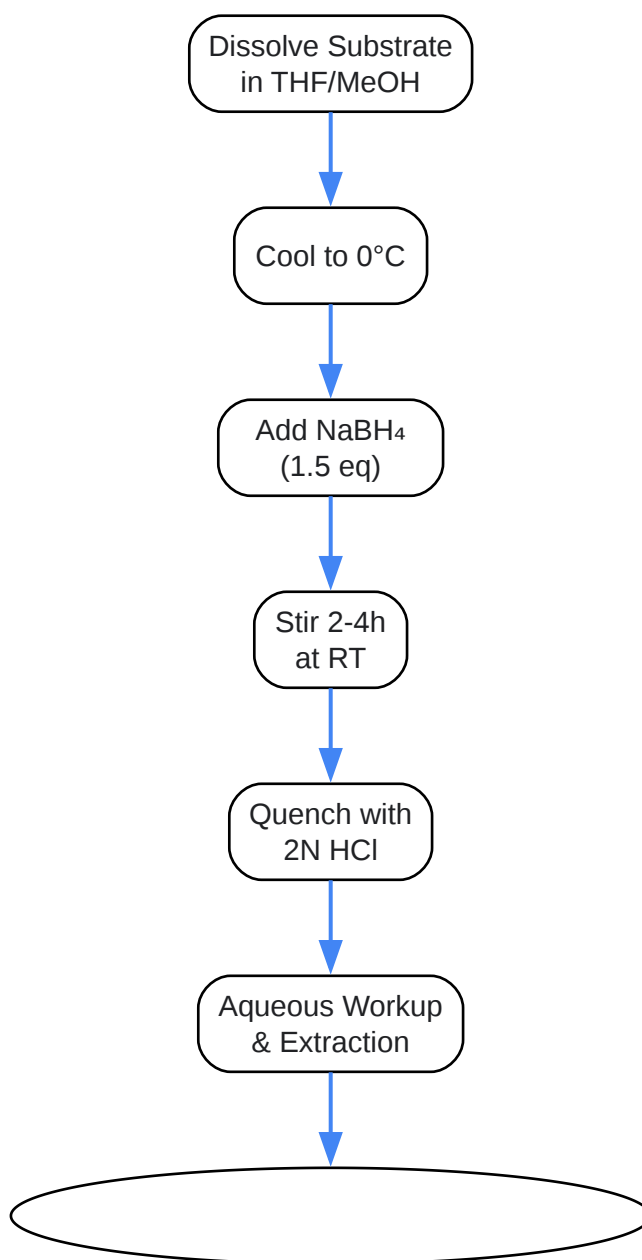 Dissolve Substrate
in THF/MeOH
Cool to 0°C
Add NaBH₄
(1.5 eq)
Stir 2-4h
at RT
Quench with
2N HCl
Aqueous Workup
& Extraction